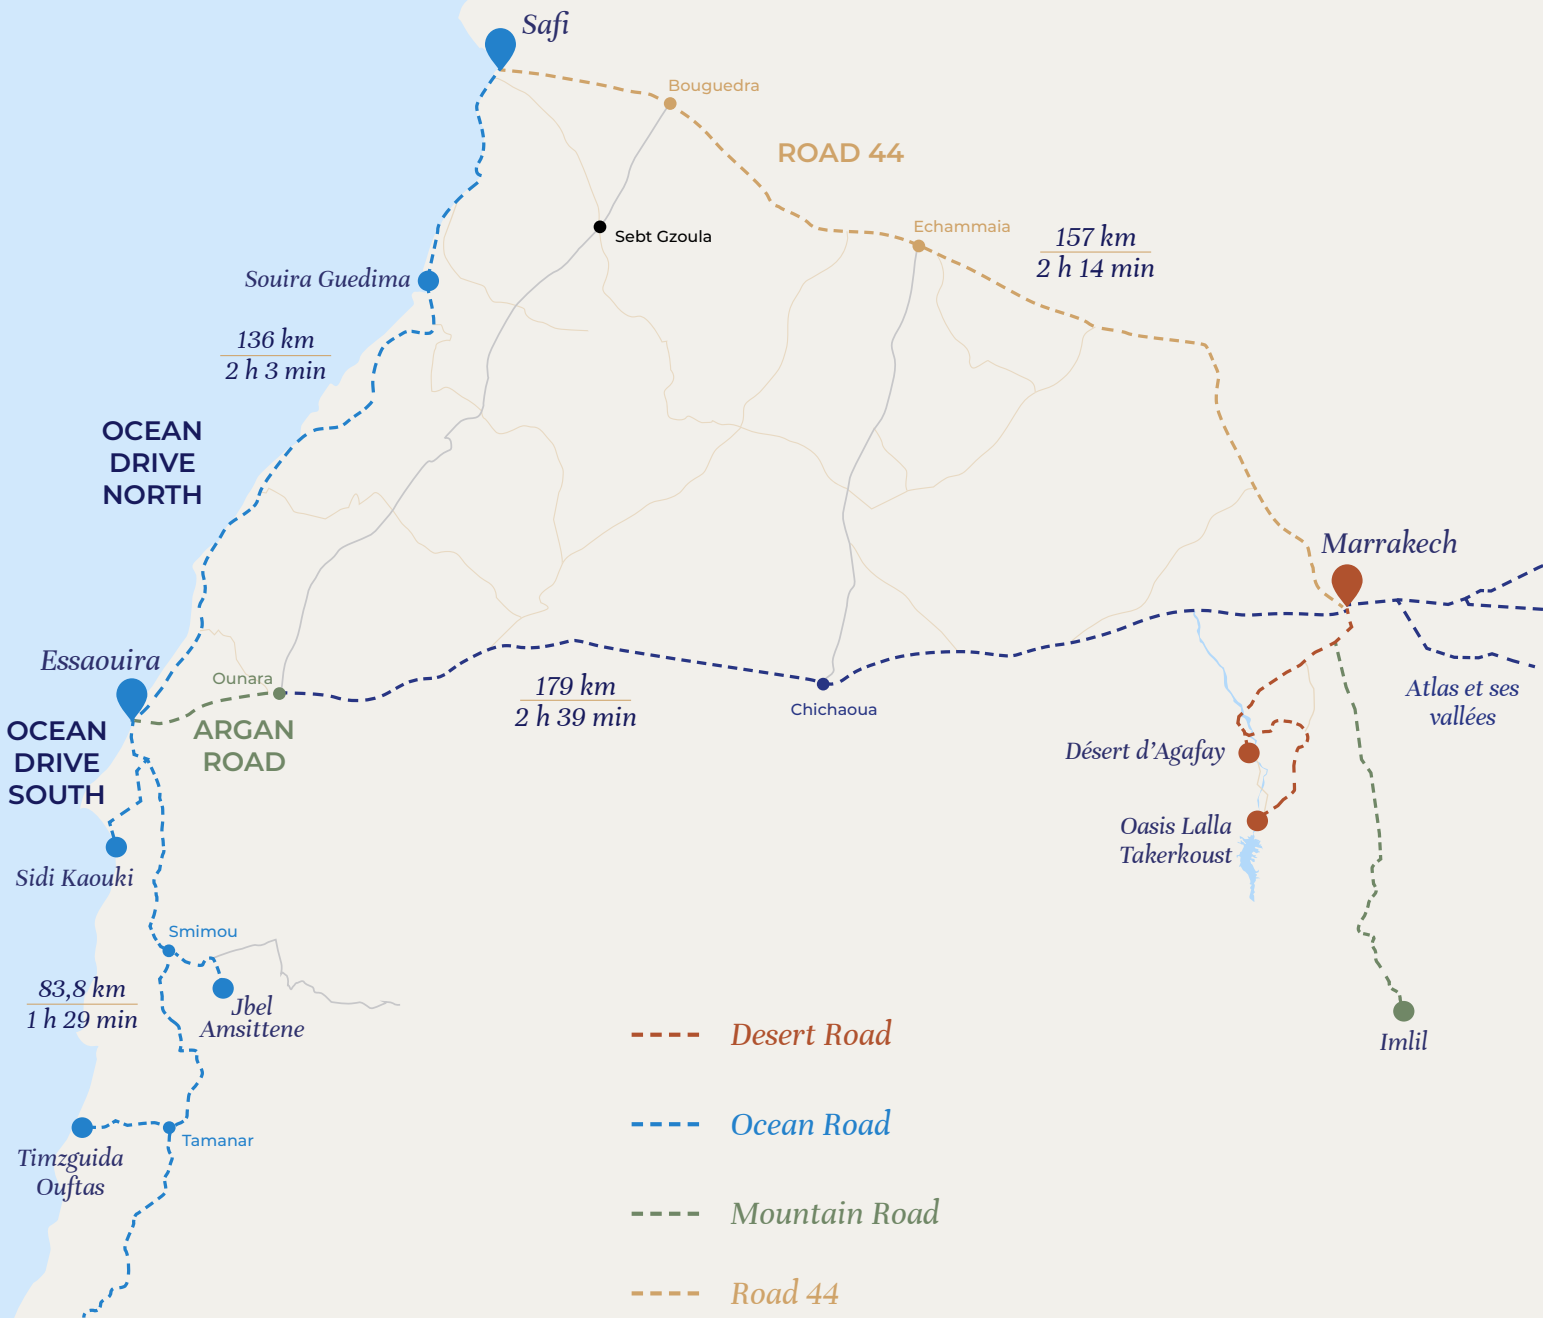 Safi
Bouguedra
ROAD 44
Echammaia
157 km
2 h 14 min
Sebt Gzoula
Souira Guedima
136 km
2 h 3 min
OCEAN
DRIVE
NORTH
Marrakech
Essaouira
Ounara
179 km
2 h 39 min
Chichaoua
Atlas et ses
vallées
OCEAN
DRIVE
SOUTH
ARGAN
ROAD
Désert d’Agafay
Oasis Lalla
Takerkoust
Sidi Kaouki
Smimou
83,8 km
1 h 29 min
Jbel
Amsittene
Desert Road
Imlil
Ocean Road
Tamanar
Timzguida
Ouftas
Mountain Road
Road 44